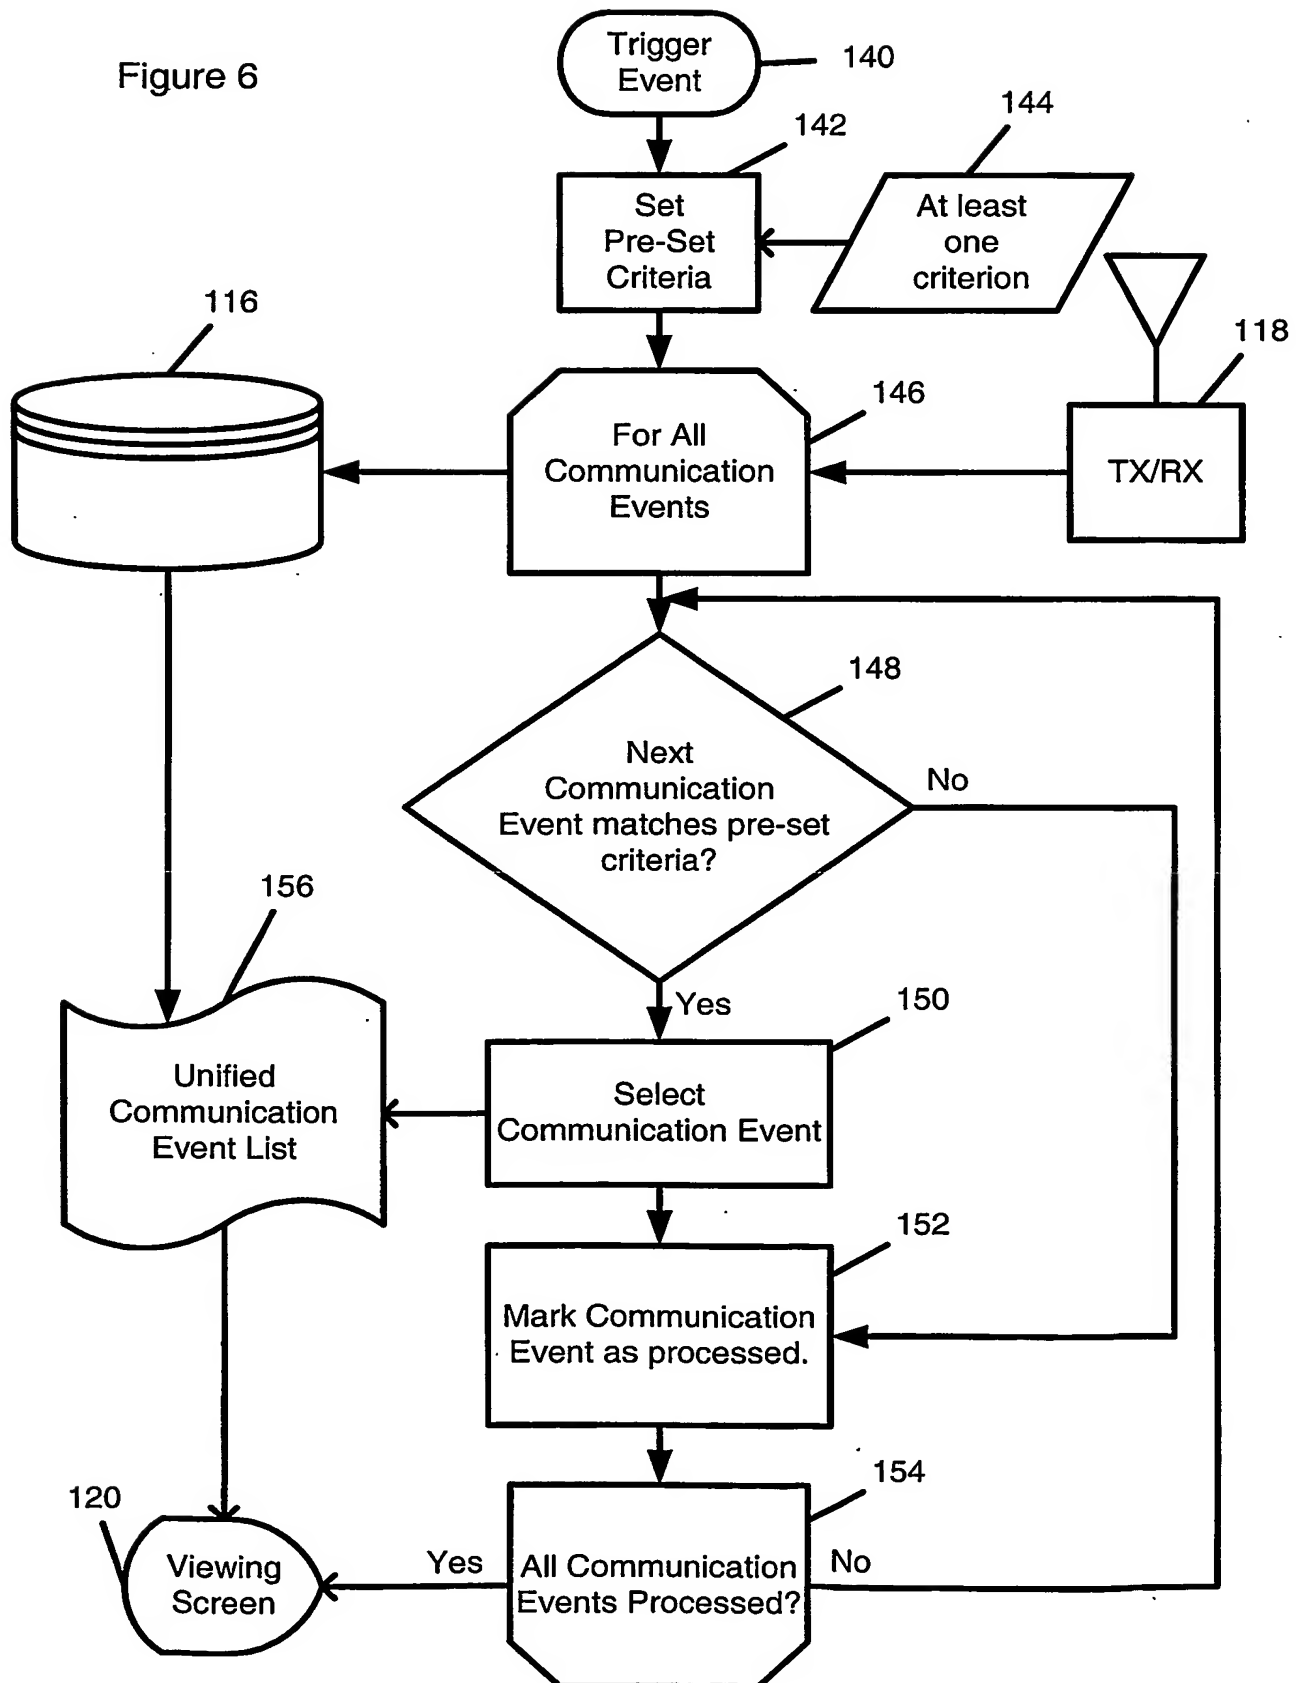 Figure 6
Trigger
Event
140
142
144
Set
Pre-Set
Criteria
At least
one
criterion
116
118
146
For All
Communication
Events
TX/RX
148
Next
Communication
Event matches pre-set
criteria?
No
156
Yes
150
Unified
Communication
Event List
Select
Communication Event
152
Mark Communication
Event as processed.
154
120
Viewing
Screen
Yes
All Communication
Events Processed?
No